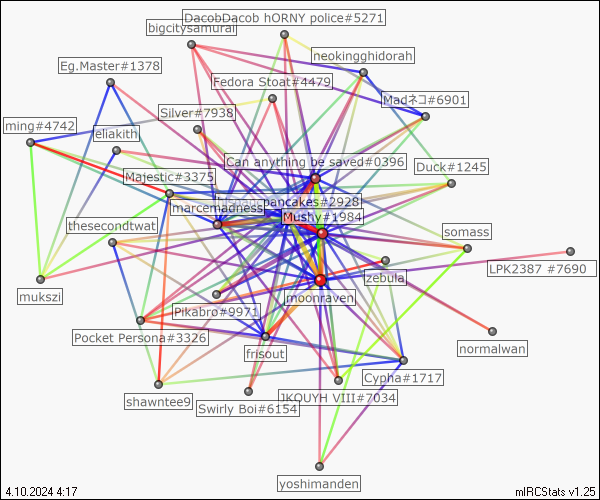 DacobDacob hORNY police#5271
bigcitysamurai
neokingghidorah
Eg.Master#1378
Fedora Stoat#4479
Madネコ#6901
Silver#7938
ming#4742
eliakith
Can anything be saved#0396
Duck#1245
Majestic#3375
pancakes#2928
marcemadness
Mushy#1984
thesecondtwat
somass
LPK2387 #7690
zebula
mukszi
moonraven
Pikabro#9971
Pocket Persona#3326
normalwan
frisout
Cypha#1717
shawntee9
JKOUYH VIII#7034
Swirly Boi#6154
yoshimanden
4.10.2024 4:17
mIRCStats v1.25